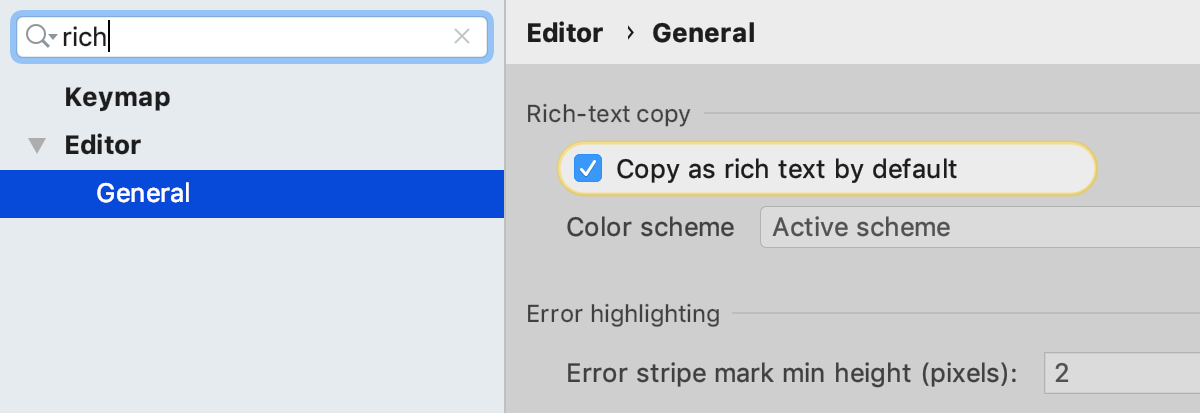 rich
Keymap
Editor
General
Editor › General
Rich-text copy
Copy as rich text by default
Color scheme Active scheme
Error highlighting
Error stripe mark min height (pixels): 2